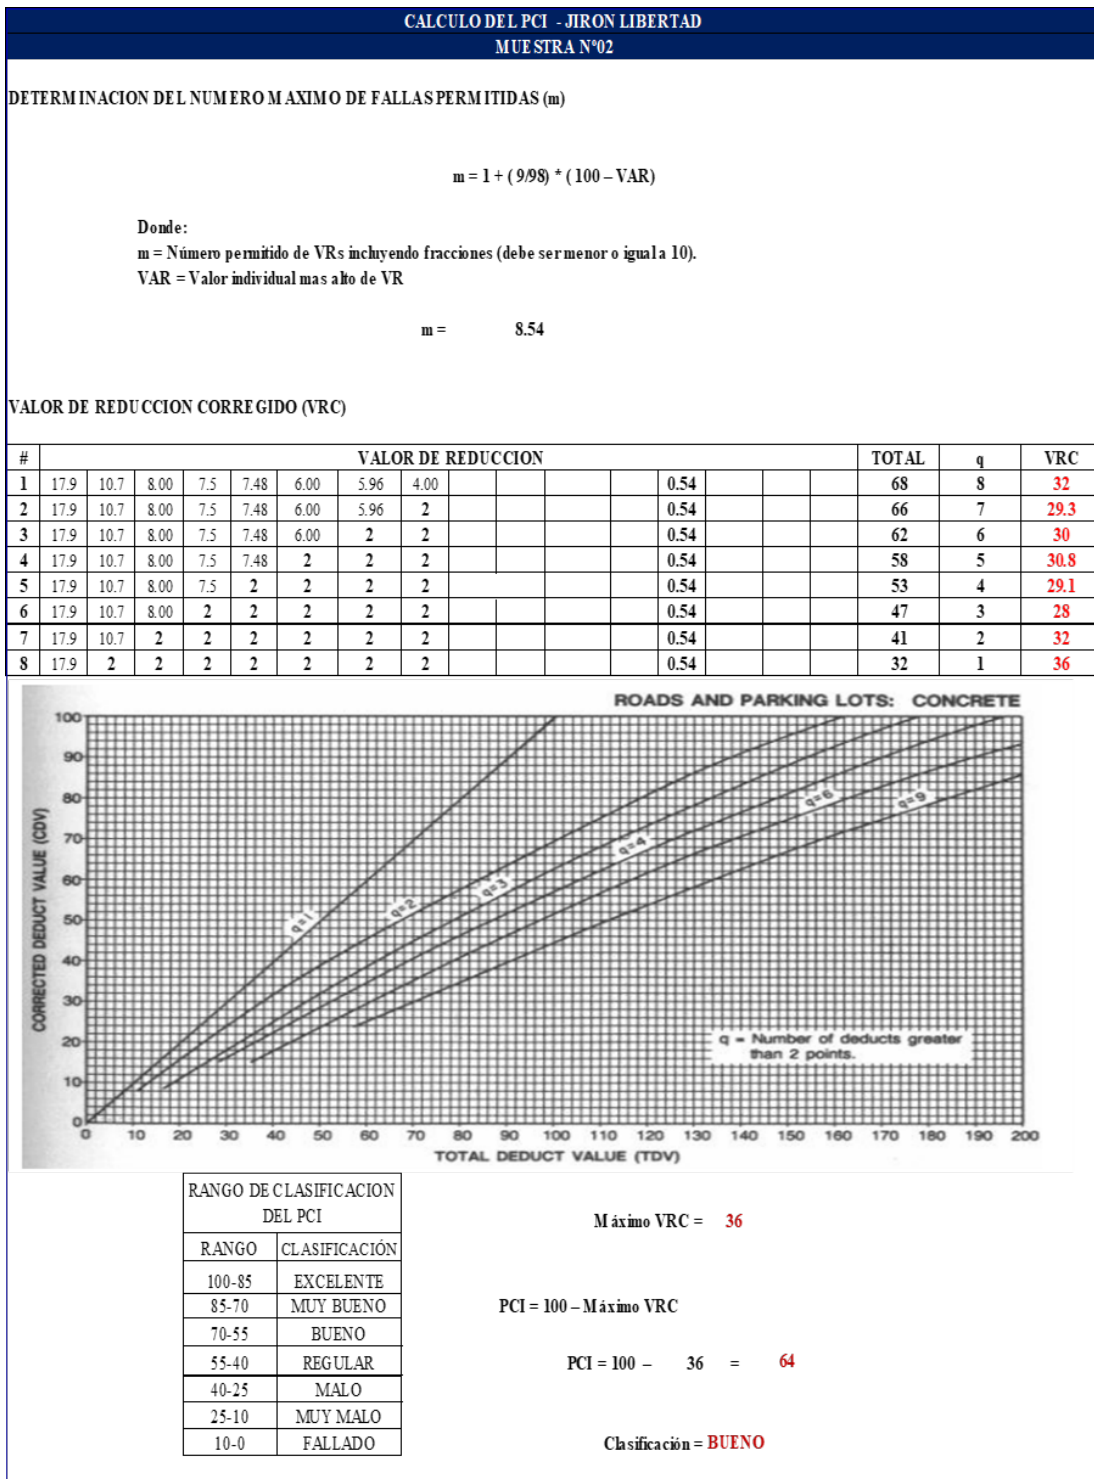 CALCULO DEL PCI - JIRON LIBERTAD
MUESTRA Nº02
DETERMINACION DEL NUMERO MAXIMO DE FALLAS PERMITIDAS (m)
m = 1 + ( 9/98) * ( 100 – VAR)
Donde:
m = Número permitido de VRs incluyendo fracciones (debe ser menor o igual a 10).
VAR = Valor individual mas alto de VR
m = 8.54
VALOR DE REDUCCION CORREGIDO (VRC)
# VALOR DE REDUCCION TOTAL q VRC
1 17.9 10.7 8.00 7.5 7.48 6.00 5.96 4.00 0.54 68 8 32
2 17.9 10.7 8.00 7.5 7.48 6.00 5.96 2 0.54 66 7 29.3
3 17.9 10.7 8.00 7.5 7.48 6.00 2 2 0.54 62 6 30
4 17.9 10.7 8.00 7.5 7.48 2 2 2 0.54 58 5 30.8
5 17.9 10.7 8.00 7.5 2 2 2 2 0.54 53 4 29.1
6 17.9 10.7 8.00 2 2 2 2 2 0.54 47 3 28
7 17.9 10.7 2 2 2 2 2 2 0.54 41 2 32
8 17.9 2 2 2 2 2 2 2 0.54 32 1 36
ROADS AND PARKING LOTS: CONCRETE
CORRECTED DEDUCT VALUE (CDV)
100
90
80
70
60
50
40
30
20
10
0
q=1
q=2
q=3
q=4
q=6
q=9
q = Number of deducts greater
than 2 points.
0 10 20 30 40 50 60 70 80 90 100 110 120 130 140 150 160 170 180 190 200
TOTAL DEDUCT VALUE (TDV)
RANGO DE CLASIFICACION
DEL PCI
RANGO CLASIFICACIÓN
100-85 EXCELENTE
85-70 MUY BUENO
70-55 BUENO
55-40 REGULAR
40-25 MALO
25-10 MUY MALO
10-0 FALLADO
Máximo VRC = 36
PCI = 100 – Máximo VRC
PCI = 100 – 36 = 64
Clasificación = BUENO